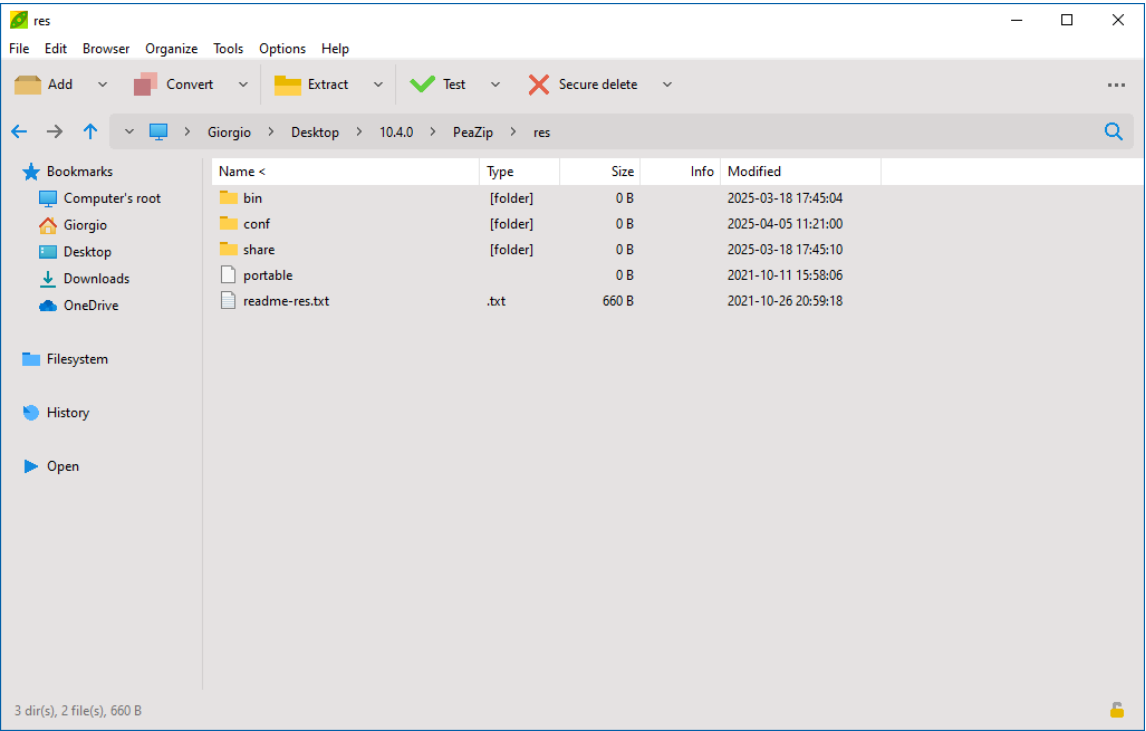 res
File Edit Browser Organize Tools Options Help
Add Convert Extract Test Secure delete
Giorgio > Desktop > 10.4.0 > PeaZip > res
Bookmarks
Computer's root
Giorgio
Desktop
Downloads
OneDrive
Filesystem
History
Open
Name < Type Size Info Modified
bin [folder] 0 B 2025-03-18 17:45:04
conf [folder] 0 B 2025-04-05 11:21:00
share [folder] 0 B 2025-03-18 17:45:10
portable 0 B 2021-10-11 15:58:06
readme-res.txt .txt 660 B 2021-10-26 20:59:18
3 dir(s), 2 file(s), 660 B